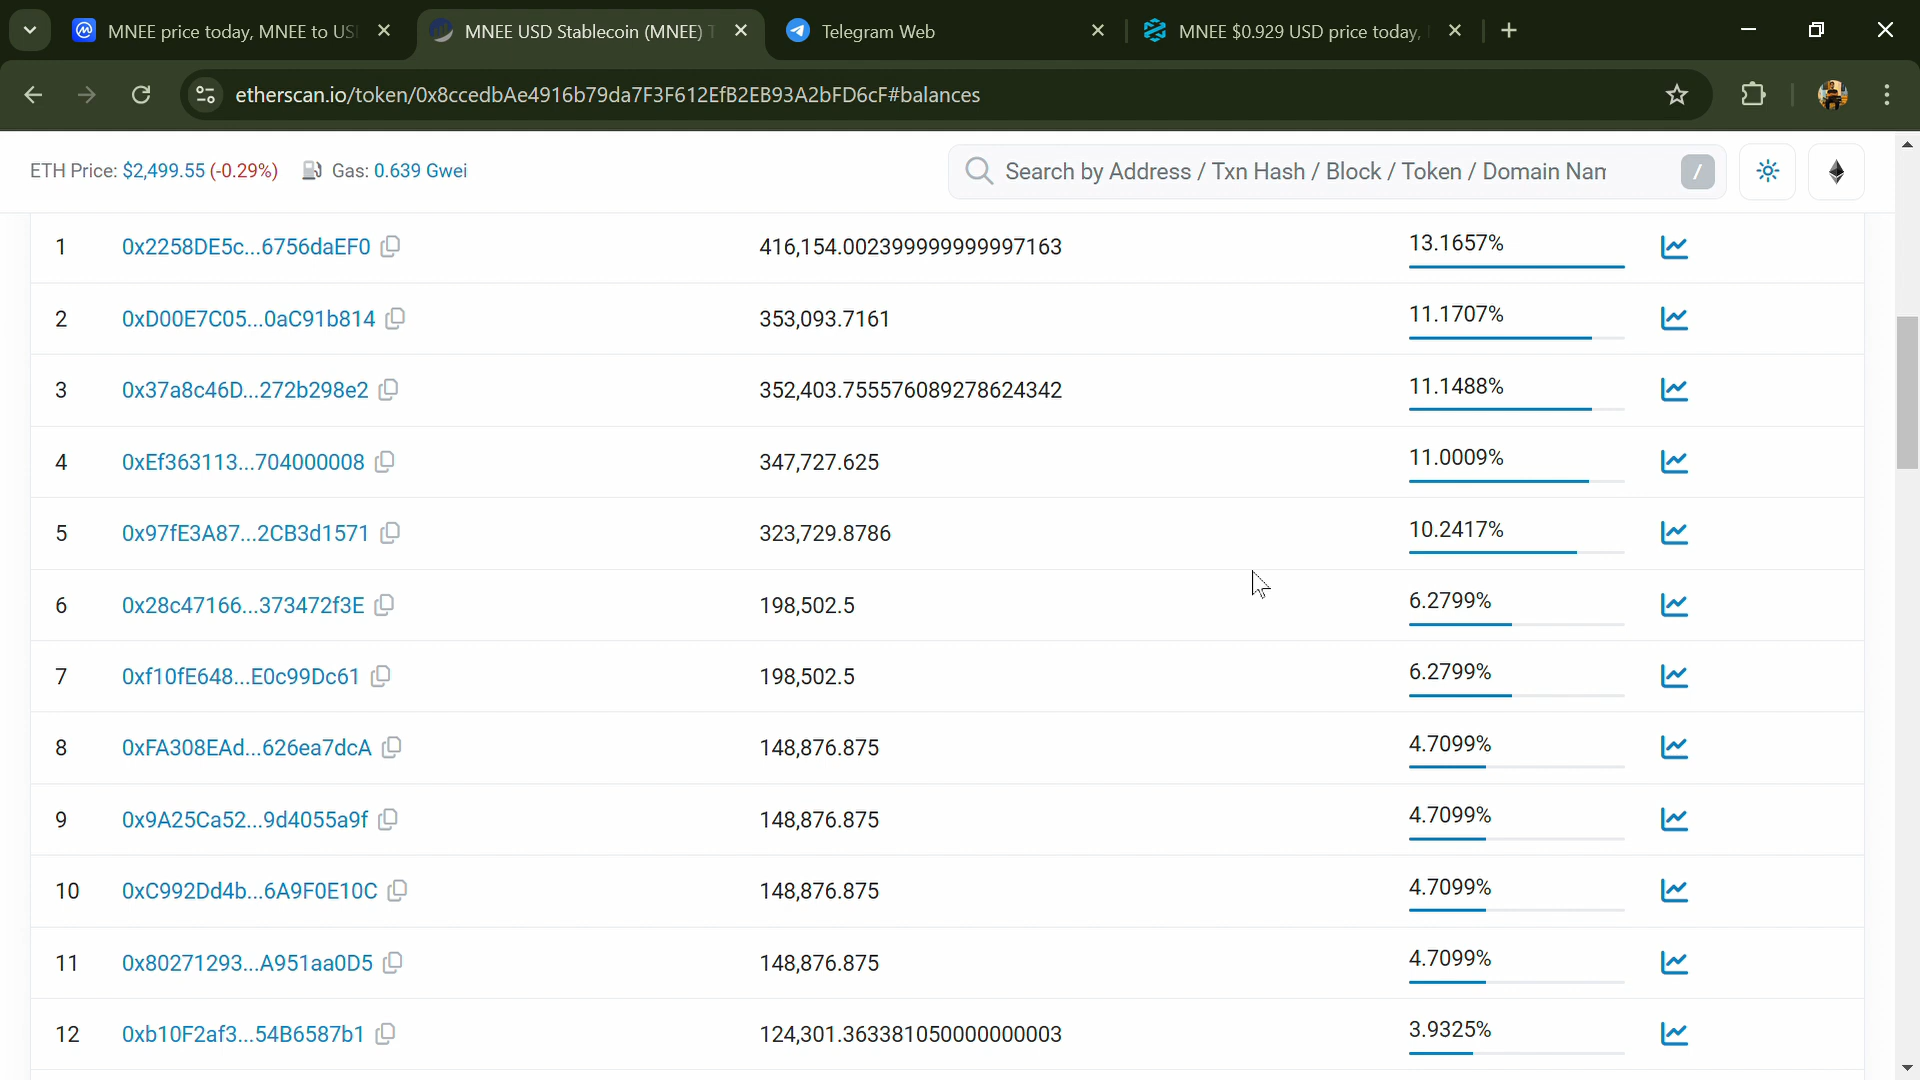 MNEE price today, MNEE to US
MNEE USD Stablecoin (MNEE) T
Telegram Web
MNEE $0.929 USD price today,
etherscan.io/token/0x8ccedbAe4916b79da7F3F612EfB2EB93A2bFD6cF#balances
ETH Price: $2,499.55 (-0.29%) Gas: 0.639 Gwei
Search by Address / Txn Hash / Block / Token / Domain Nam
/
1 0x2258DE5c...6756daEF0 416,154.002399999999997163 13.1657%
2 0xD00E7C05...0aC91b814 353,093.7161 11.1707%
3 0x37a8c46D...272b298e2 352,403.755576089278624342 11.1488%
4 0xEf363113...704000008 347,727.625 11.0009%
5 0x97fE3A87...2CB3d1571 323,729.8786 10.2417%
6 0x28c47166...373472f3E 198,502.5 6.2799%
7 0xf10fE648...E0c99Dc61 198,502.5 6.2799%
8 0xFA308EAd...626ea7dcA 148,876.875 4.7099%
9 0x9A25Ca52...9d4055a9f 148,876.875 4.7099%
10 0xC992Dd4b...6A9F0E10C 148,876.875 4.7099%
11 0x80271293...A951aa0D5 148,876.875 4.7099%
12 0xb10F2af3...54B6587b1 124,301.363381050000000003 3.9325%